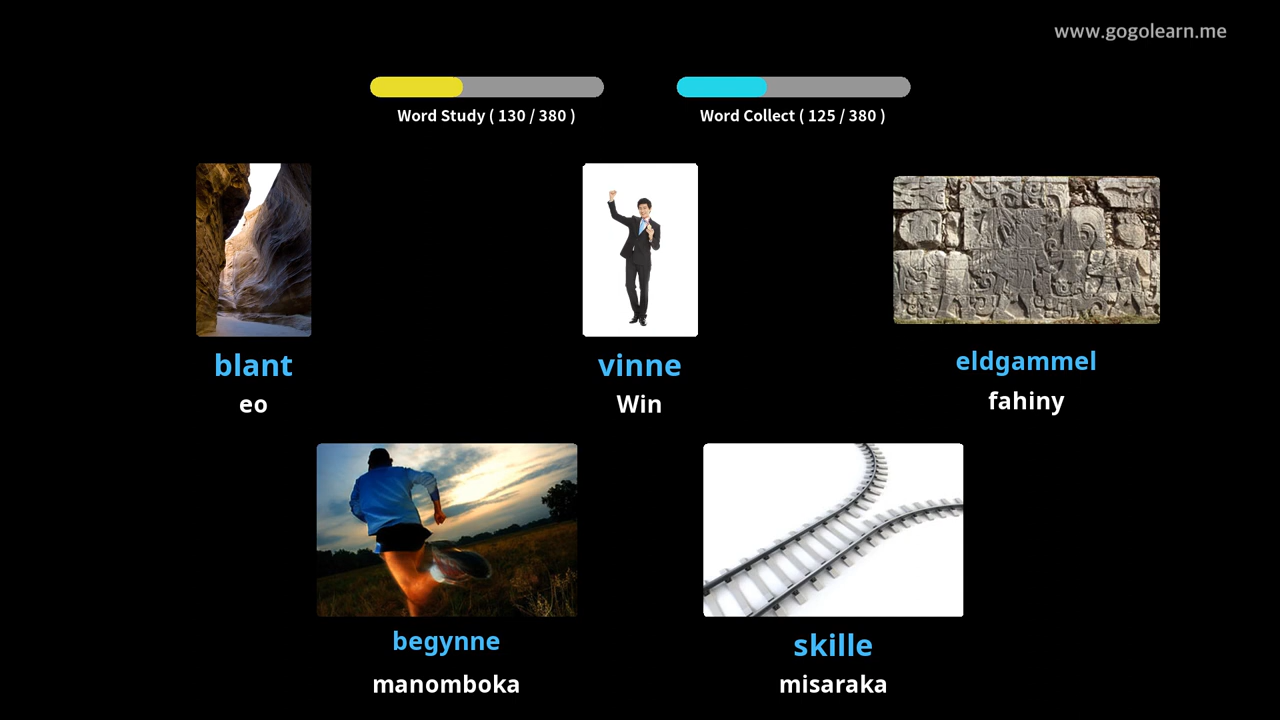 www.gogolearn.me
Word Study ( 130 / 380 )
Word Collect ( 125 / 380 )
blant
eo
vinne
Win
eldgammel
fahiny
begynne
manomboka
skille
misaraka